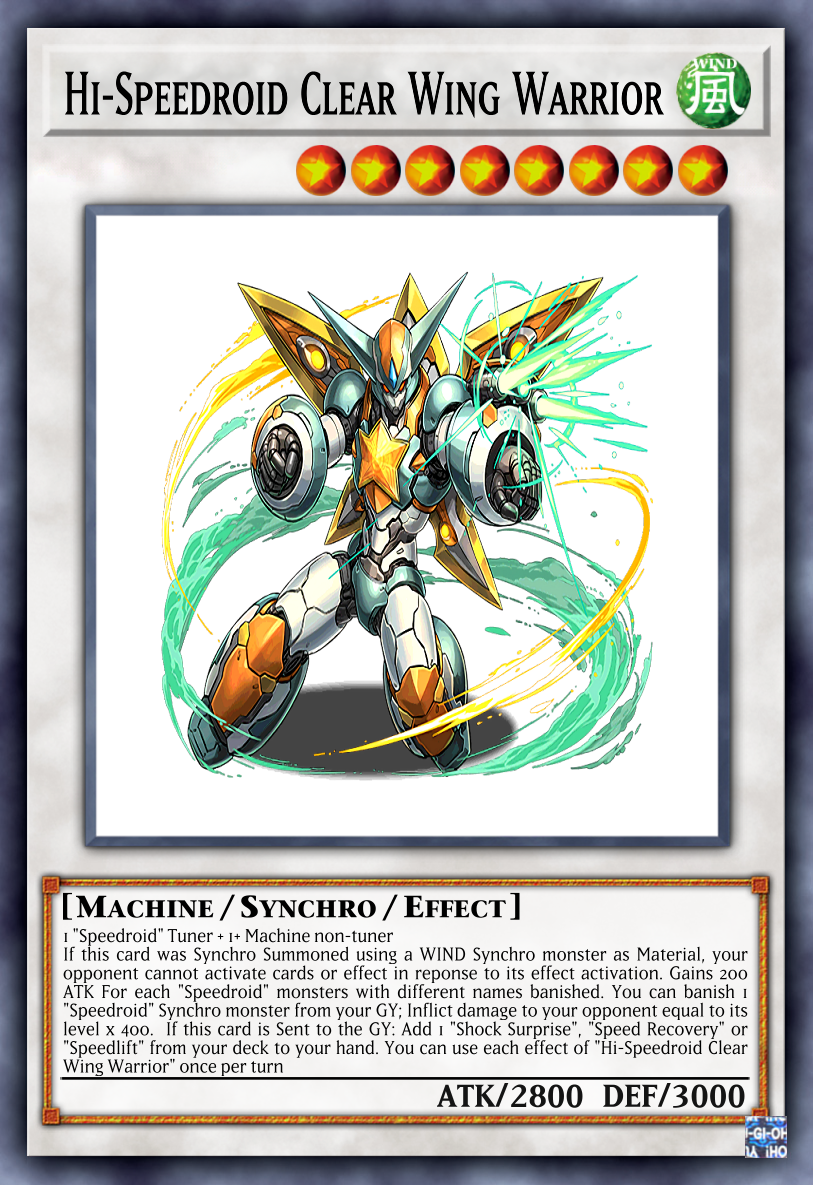 Hi-Speedroid Clear Wing Warrior
WIND
風
[Machine / Synchro / Effect]
1 "Speedroid" Tuner + 1+ Machine non-tuner
If this card was Synchro Summoned using a WIND Synchro monster as Material, your
opponent cannot activate cards or effect in reponse to its effect activation. Gains 200
ATK For each "Speedroid" monsters with different names banished. You can banish 1
"Speedroid" Synchro monster from your GY; Inflict damage to your opponent equal to its
level x 400. If this card is Sent to the GY: Add 1 "Shock Surprise", "Speed Recovery" or
"Speedlift" from your deck to your hand. You can use each effect of "Hi-Speedroid Clear
Wing Warrior" once per turn
ATK/2800 DEF/3000
I-GI-OH